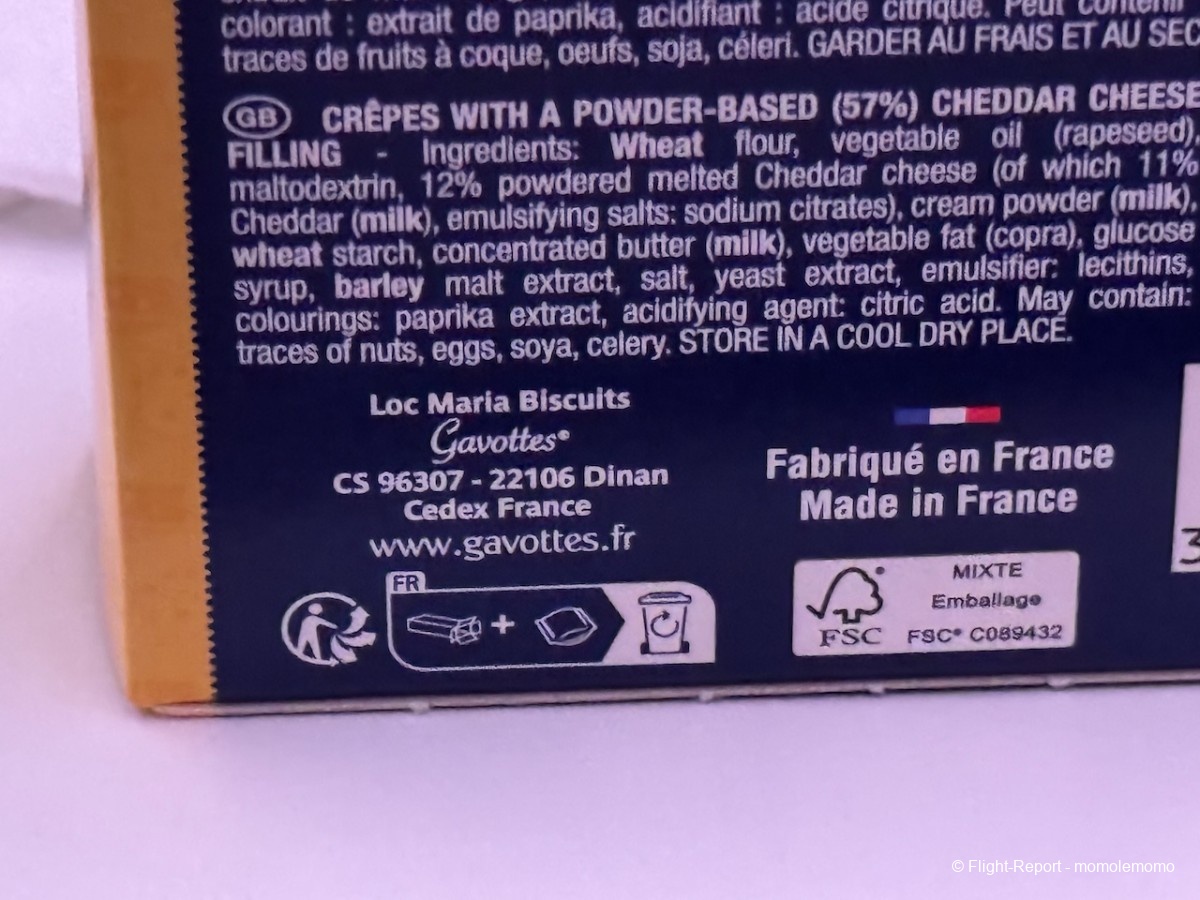 colorant : extrait de paprika, acidifiant : acide citrique. Peut contenir
traces de fruits à coque, oeufs, soja, céleri. GARDER AU FRAIS ET AU SEC
GB CRÊPES WITH A POWDER-BASED (57%) CHEDDAR CHEESE
FILLING - Ingredients: Wheat flour, vegetable oil (rapeseed),
maltodextrin, 12% powdered melted Cheddar cheese (of which 11%
Cheddar (milk), emulsifying salts: sodium citrates), cream powder (milk),
wheat starch, concentrated butter (milk), vegetable fat (copra), glucose
syrup, barley malt extract, salt, yeast extract, emulsifier: lecithins,
colourings: paprika extract, acidifying agent: citric acid. May contain:
traces of nuts, eggs, soya, celery. STORE IN A COOL DRY PLACE.
Loc Maria Biscuits
Gavottes®
CS 96307 - 22106 Dinan
Cedex France
www.gavottes.fr
Fabriqué en France
Made in France
FR
+
MIXTE
Emballage
FSC FSC® C089432
3
© Flight-Report - momolemomo